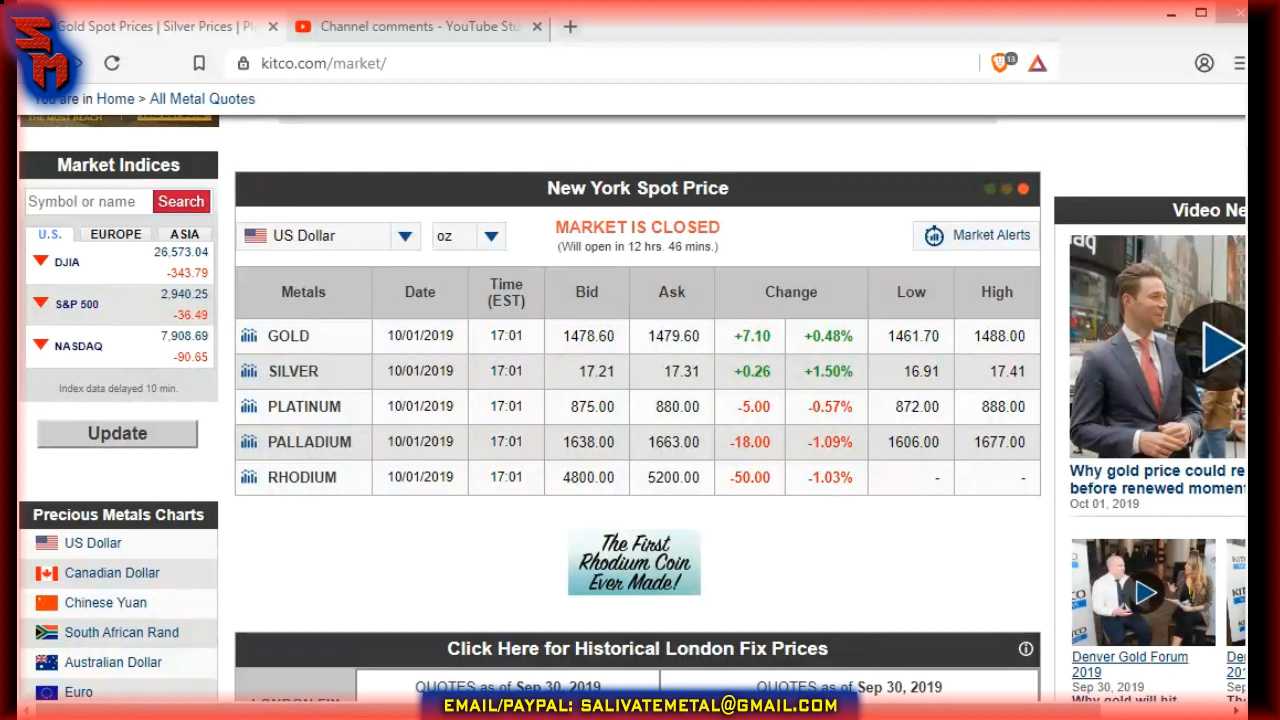 Gold Spot Prices | Silver Prices | Pl
Channel comments - YouTube Stu
kitco.com/market/
13
You are in Home > All Metal Quotes
THE MOST REACH
Market Indices
Symbol or name
Search
U.S.
EUROPE
ASIA
DJIA
26,573.04
-343.79
S&P 500
2,940.25
-36.49
NASDAQ
7,908.69
-90.65
Index data delayed 10 min.
Update
Precious Metals Charts
US Dollar
Canadian Dollar
Chinese Yuan
South African Rand
Australian Dollar
Euro
New York Spot Price
US Dollar
oz
MARKET IS CLOSED
(Will open in 12 hrs. 46 mins.)
Market Alerts
Metals Date Time (EST) Bid Ask Change Low High
GOLD 10/01/2019 17:01 1478.60 1479.60 +7.10 +0.48% 1461.70 1488.00
SILVER 10/01/2019 17:01 17.21 17.31 +0.26 +1.50% 16.91 17.41
PLATINUM 10/01/2019 17:01 875.00 880.00 -5.00 -0.57% 872.00 888.00
PALLADIUM 10/01/2019 17:01 1638.00 1663.00 -18.00 -1.09% 1606.00 1677.00
RHODIUM 10/01/2019 17:01 4800.00 5200.00 -50.00 -1.03% - -
The First
Rhodium Coin
Ever Made!
Click Here for Historical London Fix Prices
QUOTES as of Sep 30, 2019
QUOTES as of Sep 30, 2019
Video Ne
Why gold price could re
before renewed moment
Oct 01, 2019
Denver Gold Forum
2019
Sep 30, 2019
Why gold will hit
EMAIL/PAYPAL: SALIVATEMETAL@GMAIL.COM
SM